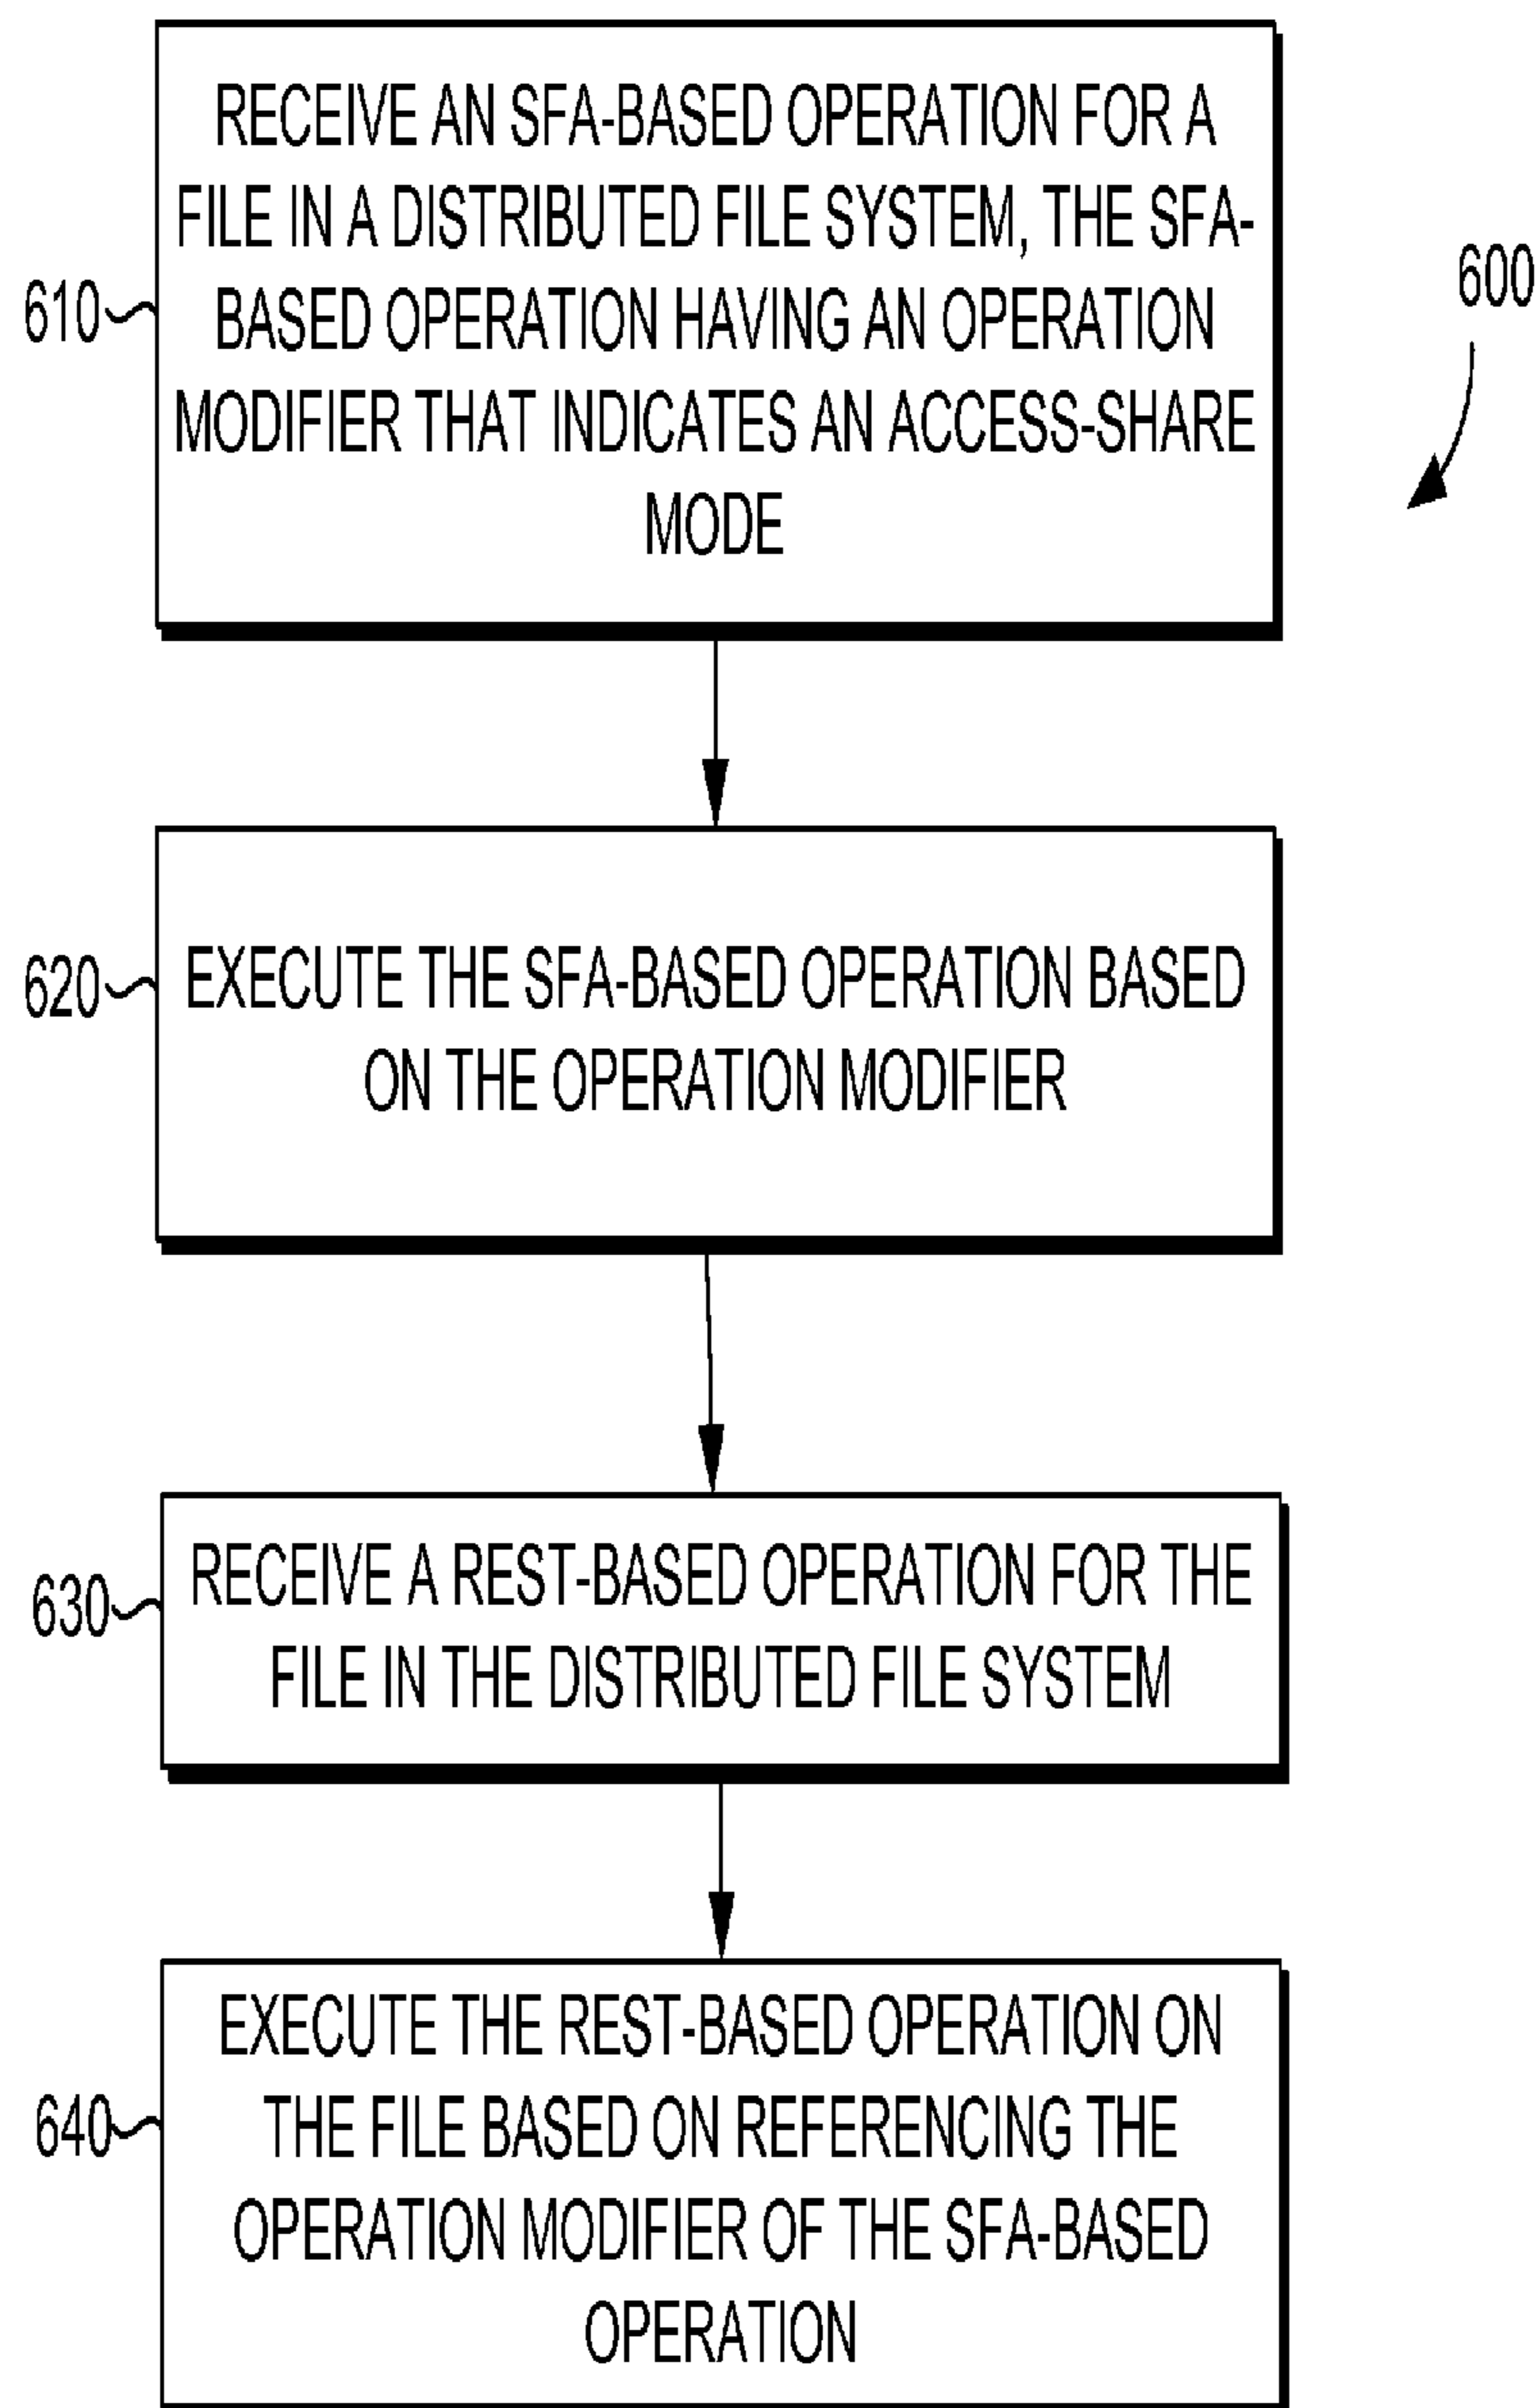 RECEIVE AN SFA-BASED OPERATION FOR A
FILE IN A DISTRIBUTED FILE SYSTEM, THE SFA-
BASED OPERATION HAVING AN OPERATION
MODIFIER THAT INDICATES AN ACCESS-SHARE
MODE
610
600
EXECUTE THE SFA-BASED OPERATION BASED
ON THE OPERATION MODIFIER
620
RECEIVE A REST-BASED OPERATION FOR THE
FILE IN THE DISTRIBUTED FILE SYSTEM
630
EXECUTE THE REST-BASED OPERATION ON
THE FILE BASED ON REFERENCING THE
OPERATION MODIFIER OF THE SFA-BASED
OPERATION
640